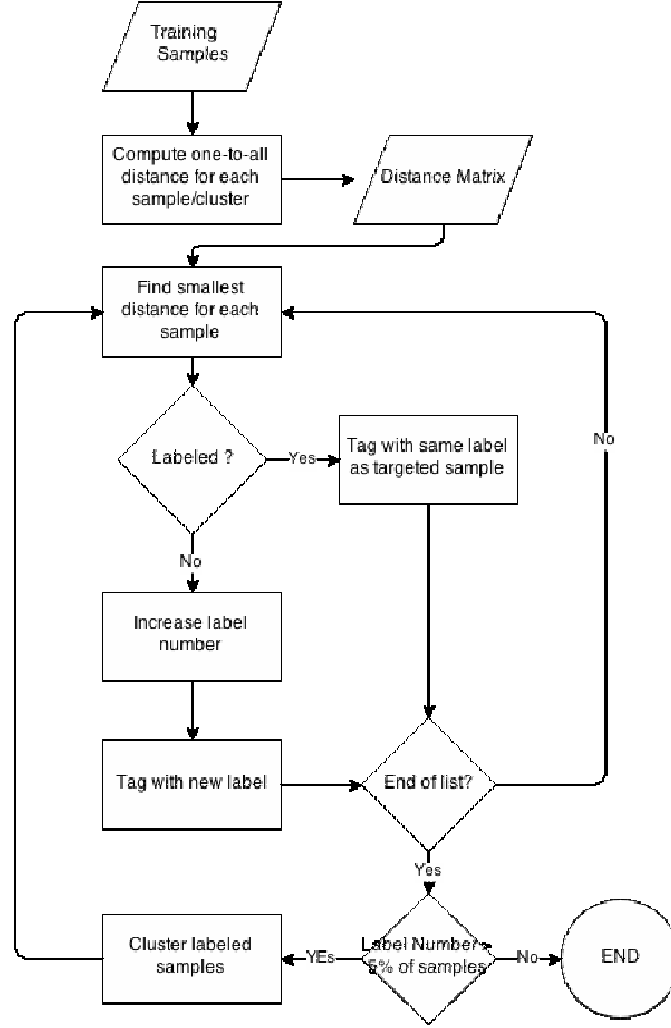 Training
Samples
Compute one-to-all
distance for each
sample/cluster
Distance Matrix
Find smallest
distance for each
sample
Labeled ?
Yes
Tag with same label
as targeted sample
No
No
Increase label
number
Tag with new label
End of list?
Yes
Cluster labeled
samples
YEs
Label Number >
5% of samples
No
END